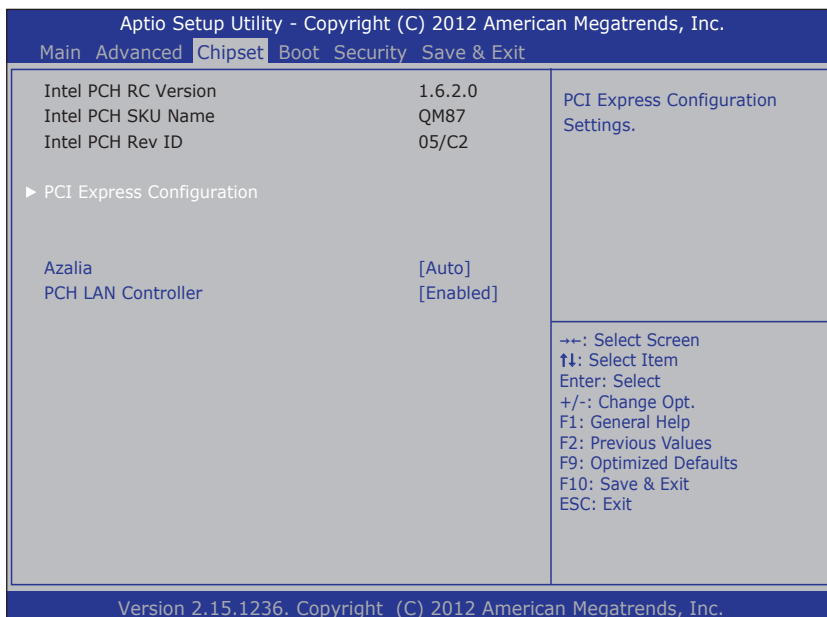 Aptio Setup Utility - Copyright (C) 2012 American Megatrends, Inc.
Main Advanced Chipset Boot Security Save & Exit
Intel PCH RC Version 1.6.2.0
Intel PCH SKU Name QM87
Intel PCH Rev ID 05/C2
► PCI Express Configuration
Azalia [Auto]
PCH LAN Controller [Enabled]
PCI Express Configuration
Settings.
→←: Select Screen
↑↓: Select Item
Enter: Select
+/-: Change Opt.
F1: General Help
F2: Previous Values
F9: Optimized Defaults
F10: Save & Exit
ESC: Exit
Version 2.15.1236. Copyright (C) 2012 American Megatrends, Inc.